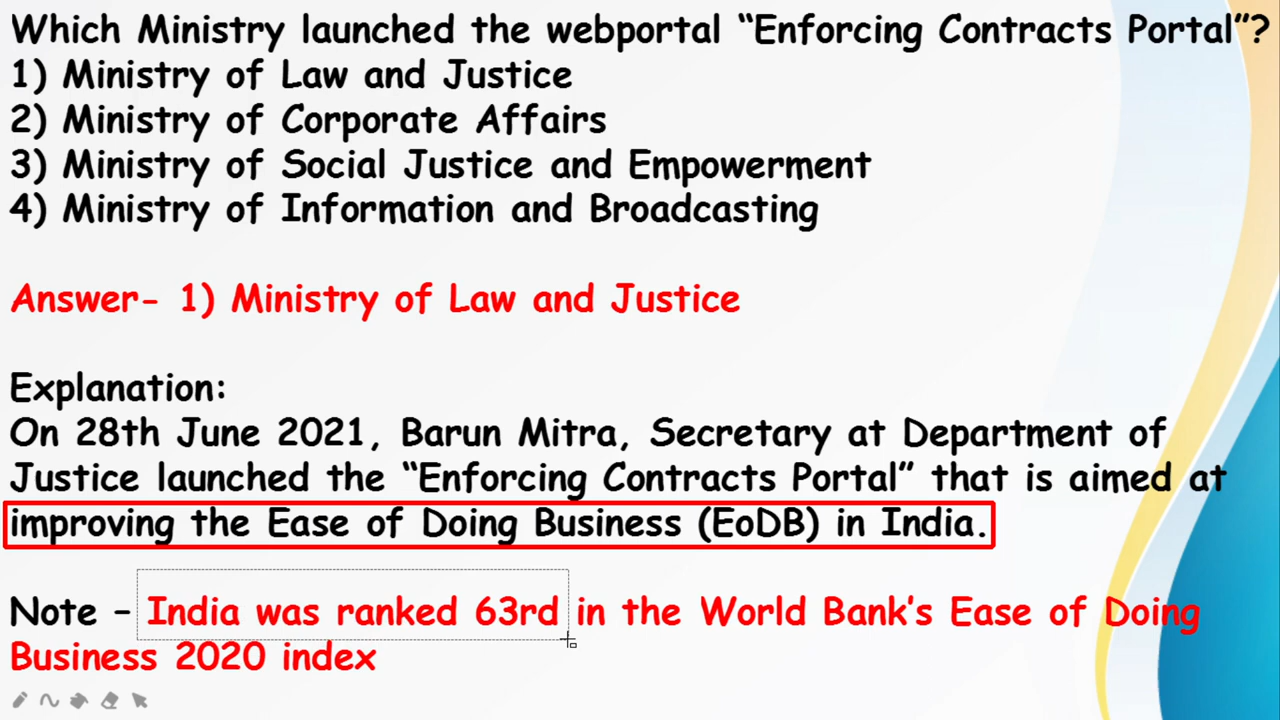 Which Ministry launched the webportal “Enforcing Contracts Portal”?
1) Ministry of Law and Justice
2) Ministry of Corporate Affairs
3) Ministry of Social Justice and Empowerment
4) Ministry of Information and Broadcasting
Answer- 1) Ministry of Law and Justice
Explanation:
On 28th June 2021, Barun Mitra, Secretary at Department of
Justice launched the “Enforcing Contracts Portal” that is aimed at
improving the Ease of Doing Business (EoDB) in India.
Note – India was ranked 63rd in the World Bank’s Ease of Doing
Business 2020 index